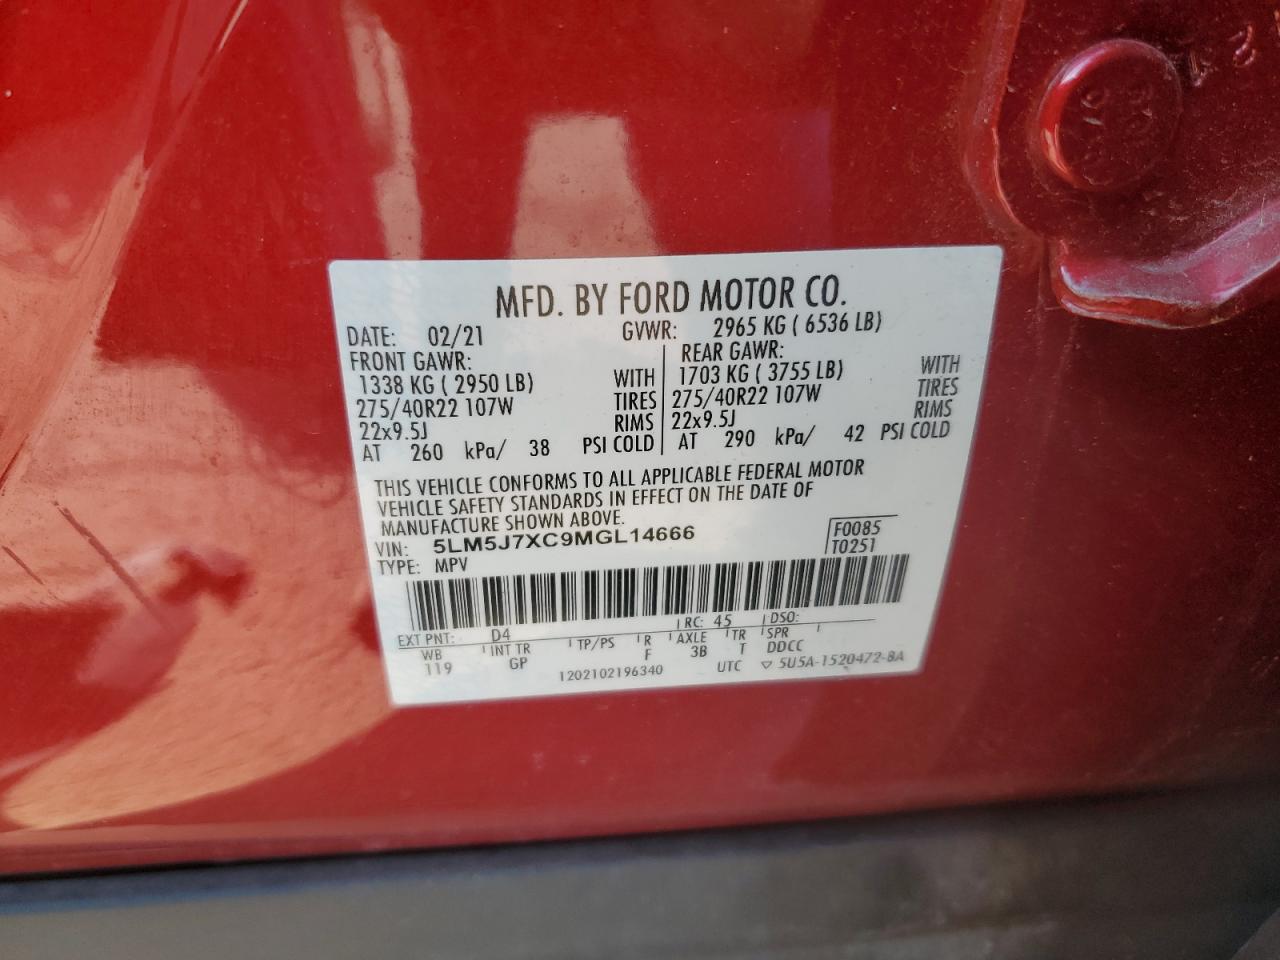 MFD. BY FORD MOTOR CO.
DATE: 02/21 GVWR: 2965 KG ( 6536 LB)
FRONT GAWR: REAR GAWR:
1338 KG ( 2950 LB) WITH 1703 KG ( 3755 LB) WITH
275/40R22 107W TIRES 275/40R22 107W TIRES
22x9.5J RIMS 22x9.5J RIMS
AT 260 kPa/ 38 PSI COLD AT 290 kPa/ 42 PSI COLD
THIS VEHICLE CONFORMS TO ALL APPLICABLE FEDERAL MOTOR
VEHICLE SAFETY STANDARDS IN EFFECT ON THE DATE OF
MANUFACTURE SHOWN ABOVE.
VIN: 5LM5J7XC9MGL14666 F0085
TYPE: MPV T0251
EXT PNT: D4 RC: 45 DSO:
WB INT TR TP/PS R AXLE TR SPR
119 GP F 3B T DDCC
1202102196340 UTC ▽ 5U5A-1520472-BA